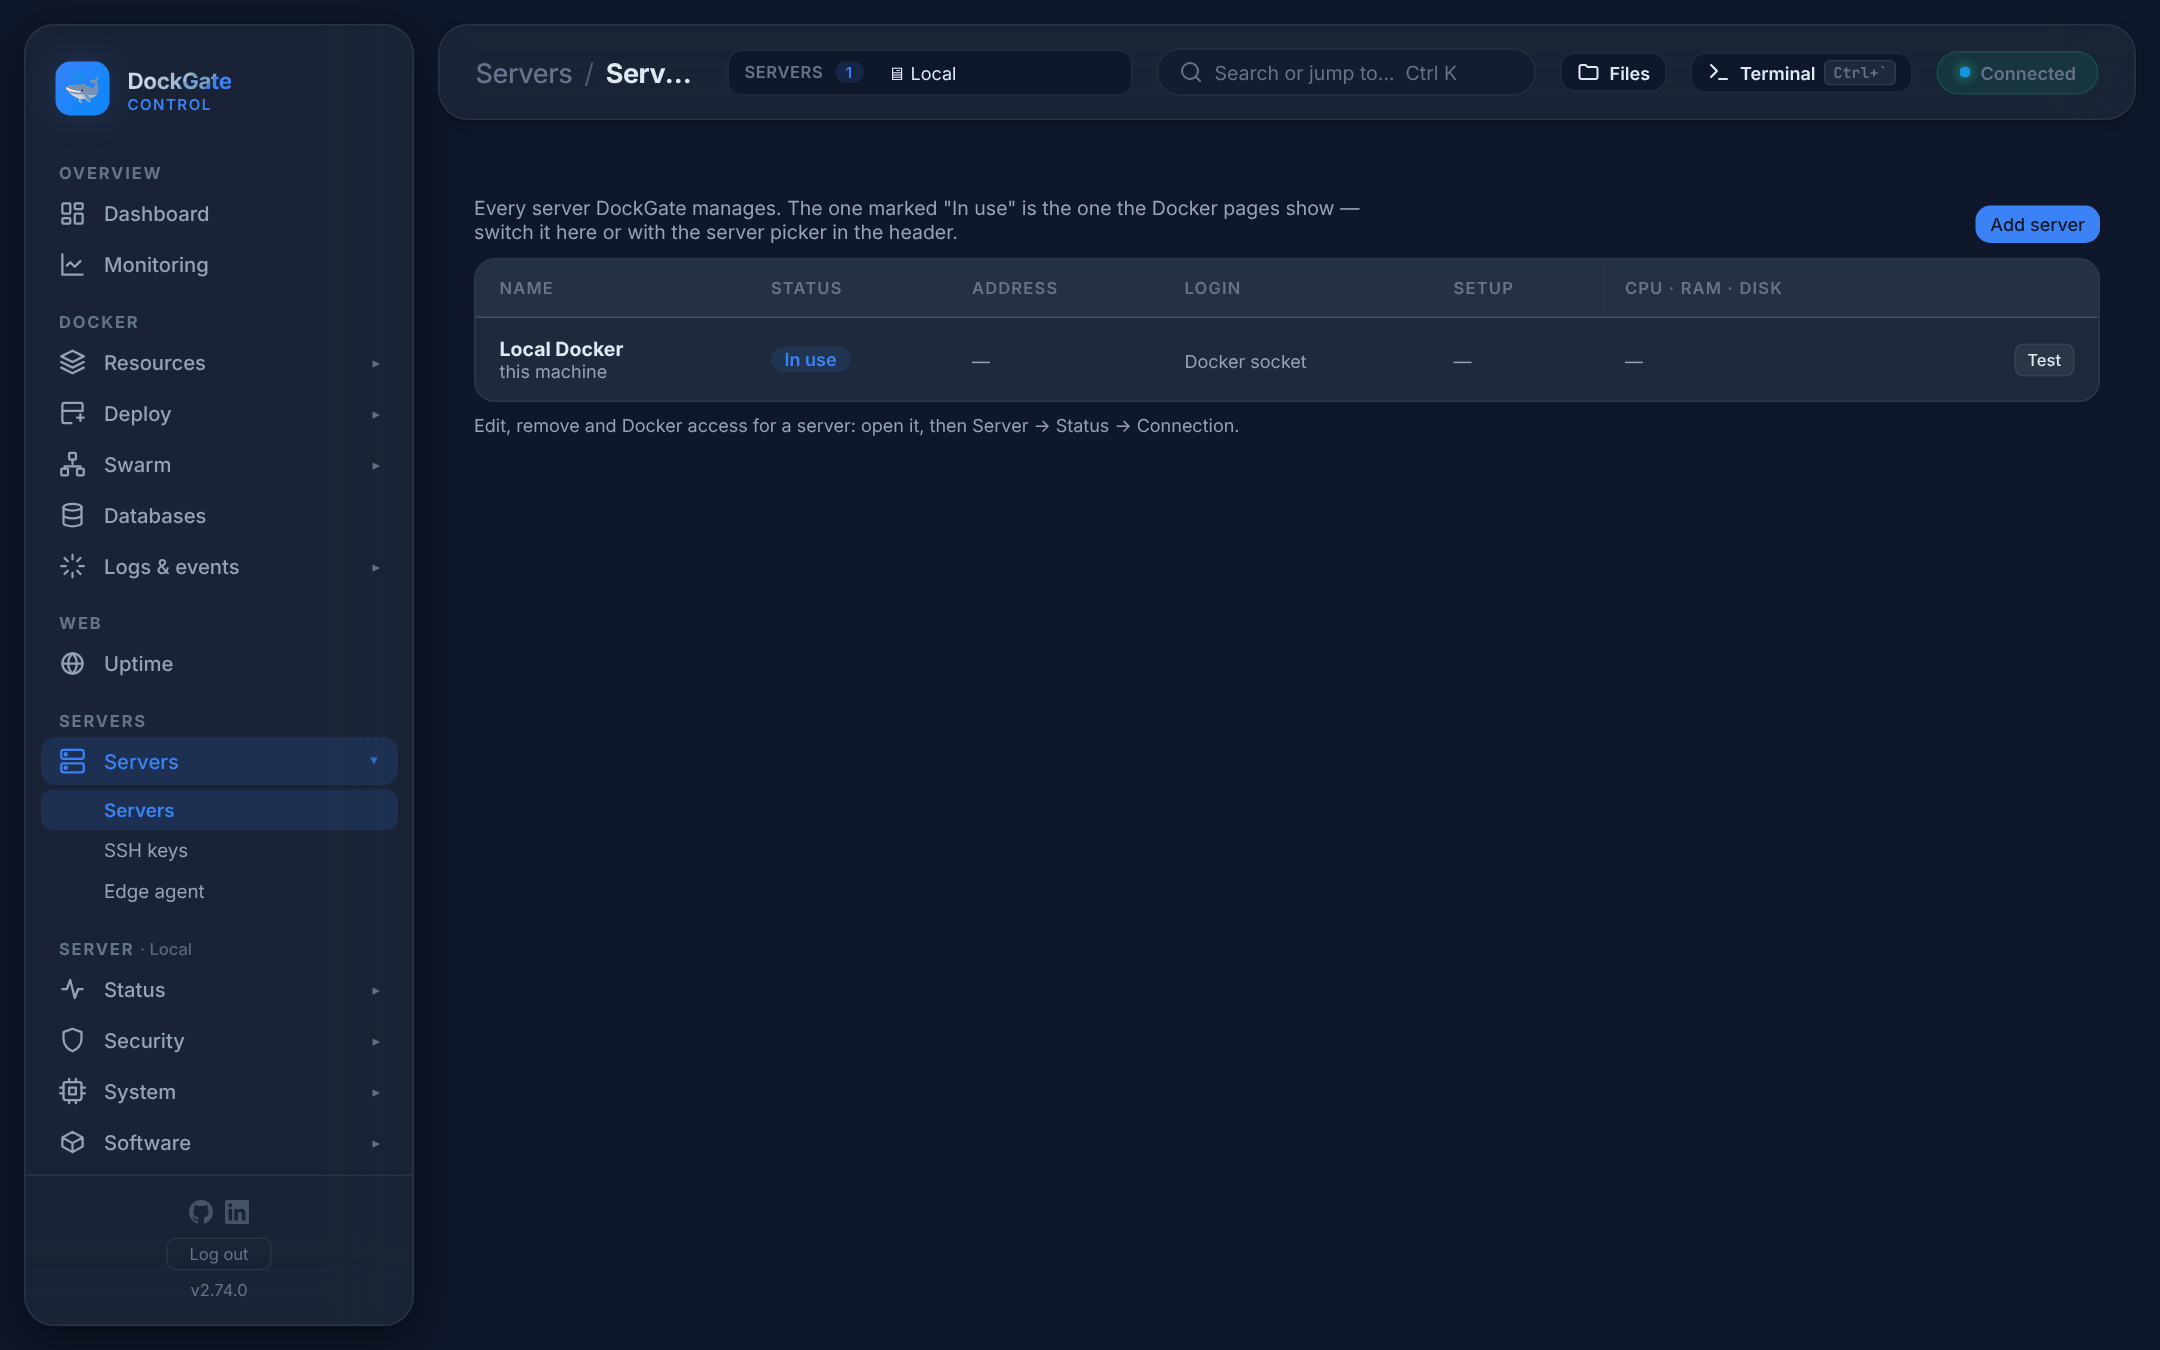 DockGate
CONTROL
OVERVIEW
Dashboard
Monitoring
DOCKER
Resources
Deploy
Swarm
Databases
Logs & events
WEB
Uptime
SERVERS
Servers
Servers
SSH keys
Edge agent
SERVER · Local
Status
Security
System
Software
Log out
v2.74.0
Servers / Serv... SERVERS 1 Local Search or jump to... Ctrl K Files Terminal Ctrl+` Connected
Every server DockGate manages. The one marked "In use" is the one the Docker pages show —
switch it here or with the server picker in the header.
Add server
NAME STATUS ADDRESS LOGIN SETUP CPU · RAM · DISK
Local Docker In use — Docker socket — — Test
this machine
Edit, remove and Docker access for a server: open it, then Server → Status → Connection.